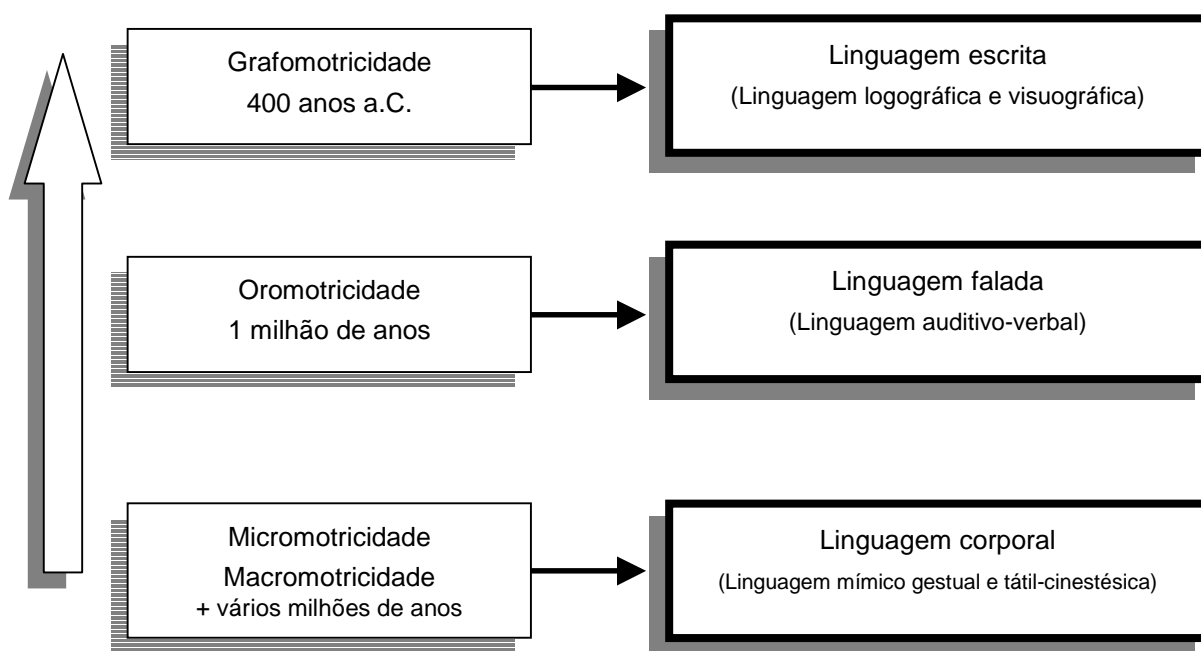 Grafomotricidade
400 anos a.C.
Linguagem escrita
(Linguagem logográfica e visuográfica)
Oromotricidade
1 milhão de anos
Linguagem falada
(Linguagem auditivo-verbal)
Micromotricidade
Macromotricidade
+ vários milhões de anos
Linguagem corporal
(Linguagem mímico gestual e tátil-cinestésica)